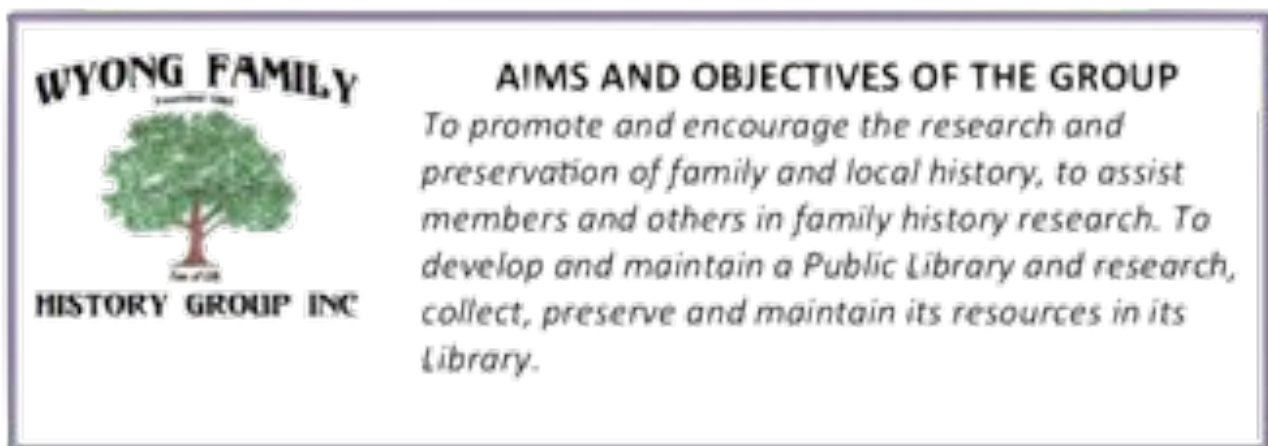 WYONG FAMILY
HISTORY GROUP INC
AIMS AND OBJECTIVES OF THE GROUP
To promote and encourage the research and
preservation of family and local history, to assist
members and others in family history research. To
develop and maintain a Public Library and research,
collect, preserve and maintain its resources in its
Library.